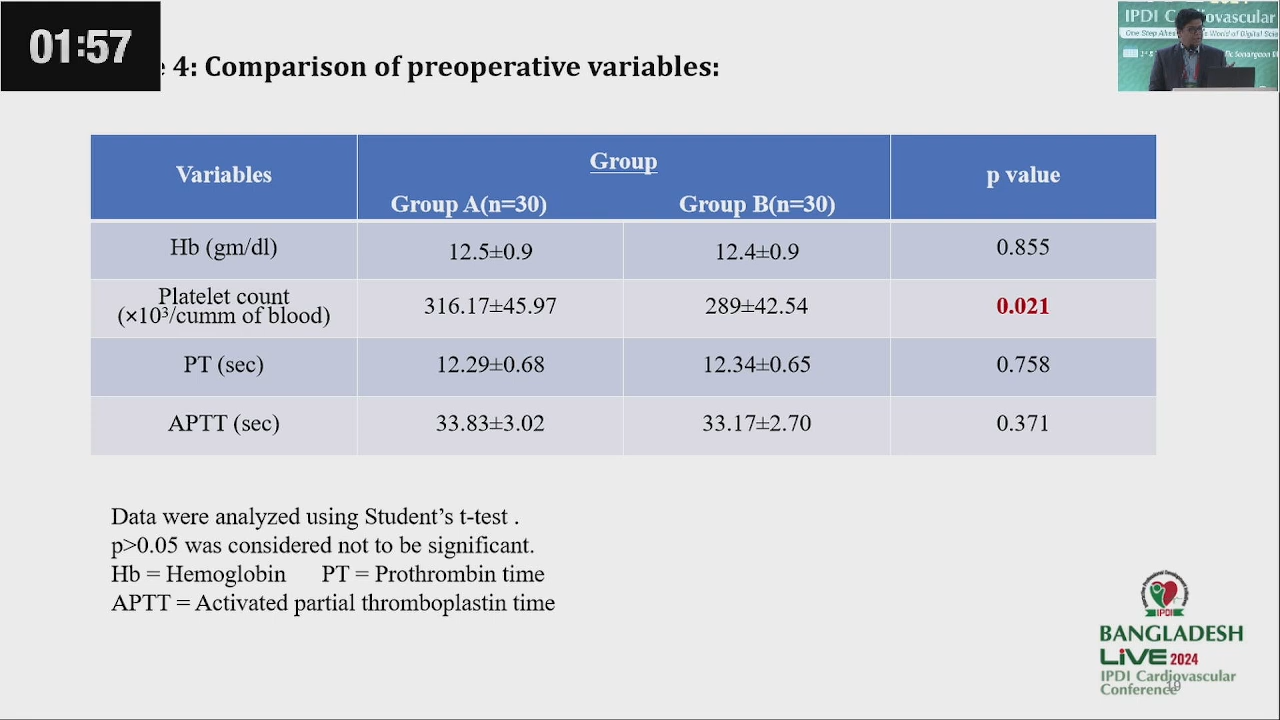 01:57
4: Comparison of preoperative variables:
IPDI Cardiovascular
Variables
Group
p value
Group A(n=30)
Group B(n=30)
Hb (gm/dl)
12.5±0.9
12.4±0.9
0.855
Platelet count
(×10³/cumm of blood)
316.17±45.97
289±42.54
0.021
PT (sec)
12.29±0.68
12.34±0.65
0.758
APTT (sec)
33.83±3.02
33.17±2.70
0.371
Data were analyzed using Student’s t-test .
p>0.05 was considered not to be significant.
Hb = Hemoglobin PT = Prothrombin time
APTT = Activated partial thromboplastin time
IPDI
BANGLADESH
LiVE 2024
IPDI Cardiovascular
Conference
19